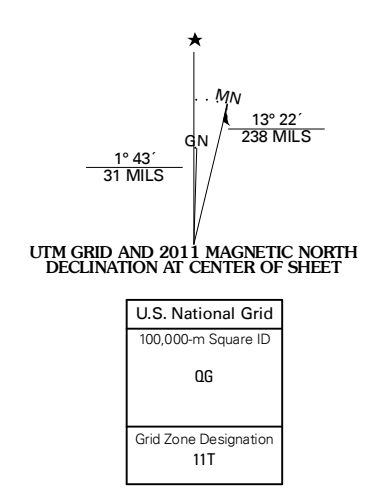 MN
13° 22´
238 MILS
GN
1° 43´
31 MILS
UTM GRID AND 2011 MAGNETIC NORTH
DECLINATION AT CENTER OF SHEET
U.S. National Grid
100,000-m Square ID
QG
Grid Zone Designation
11T